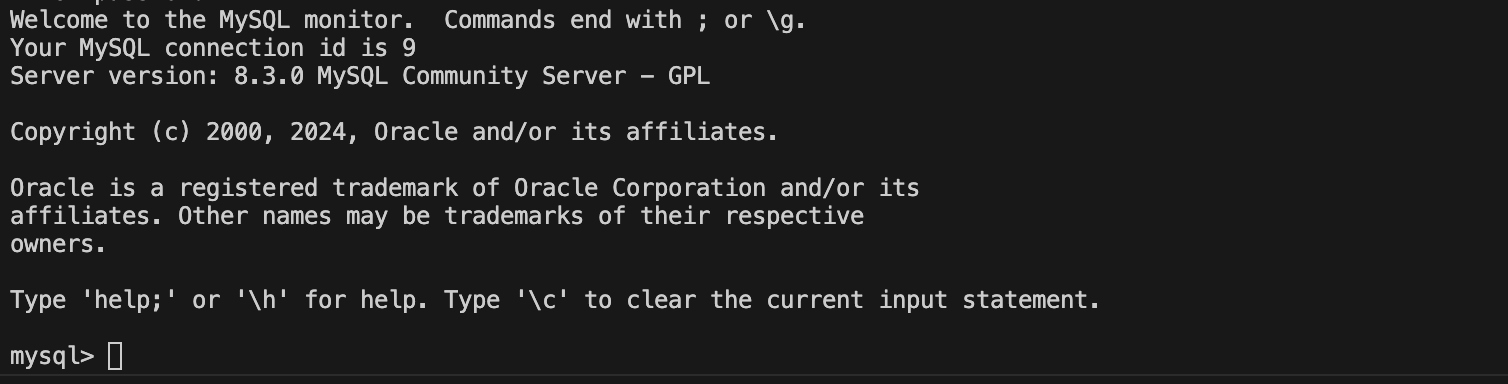 Welcome to the MySQL monitor.  Commands end with ; or \g.
Your MySQL connection id is 9
Server version: 8.3.0 MySQL Community Server - GPL
Copyright (c) 2000, 2024, Oracle and/or its affiliates.
Oracle is a registered trademark of Oracle Corporation and/or its
affiliates. Other names may be trademarks of their respective
owners.
Type 'help;' or '\h' for help. Type '\c' to clear the current input statement.
mysql>